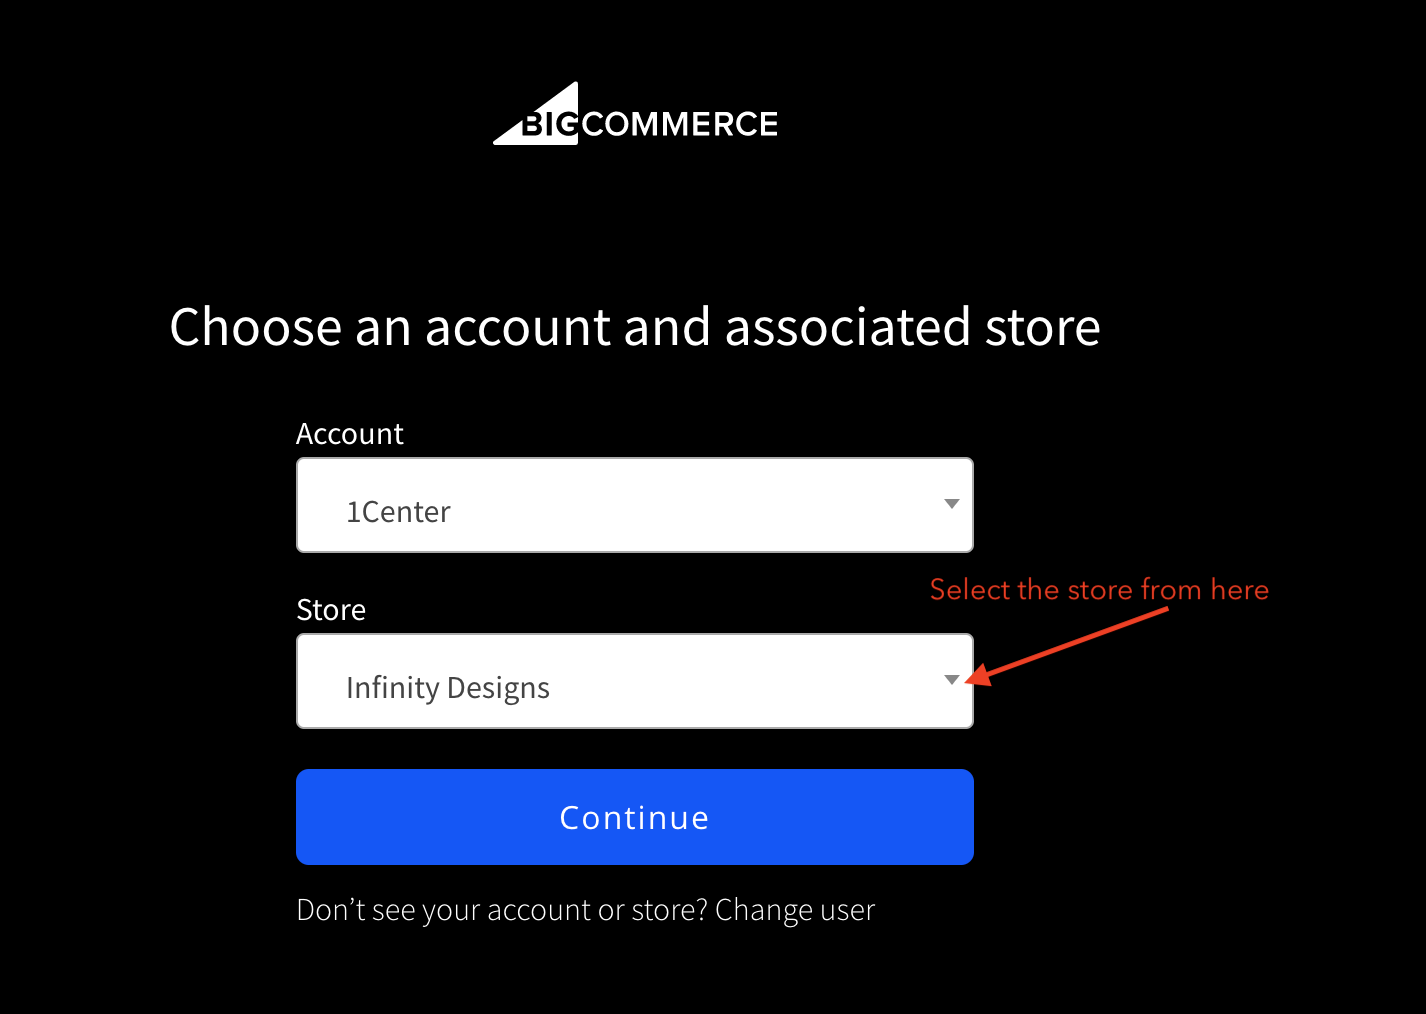 BIGCOMMERCE
Choose an account and associated store
Account
1Center
Select the store from here
Store
Infinity Designs
Continue
Don’t see your account or store? Change user